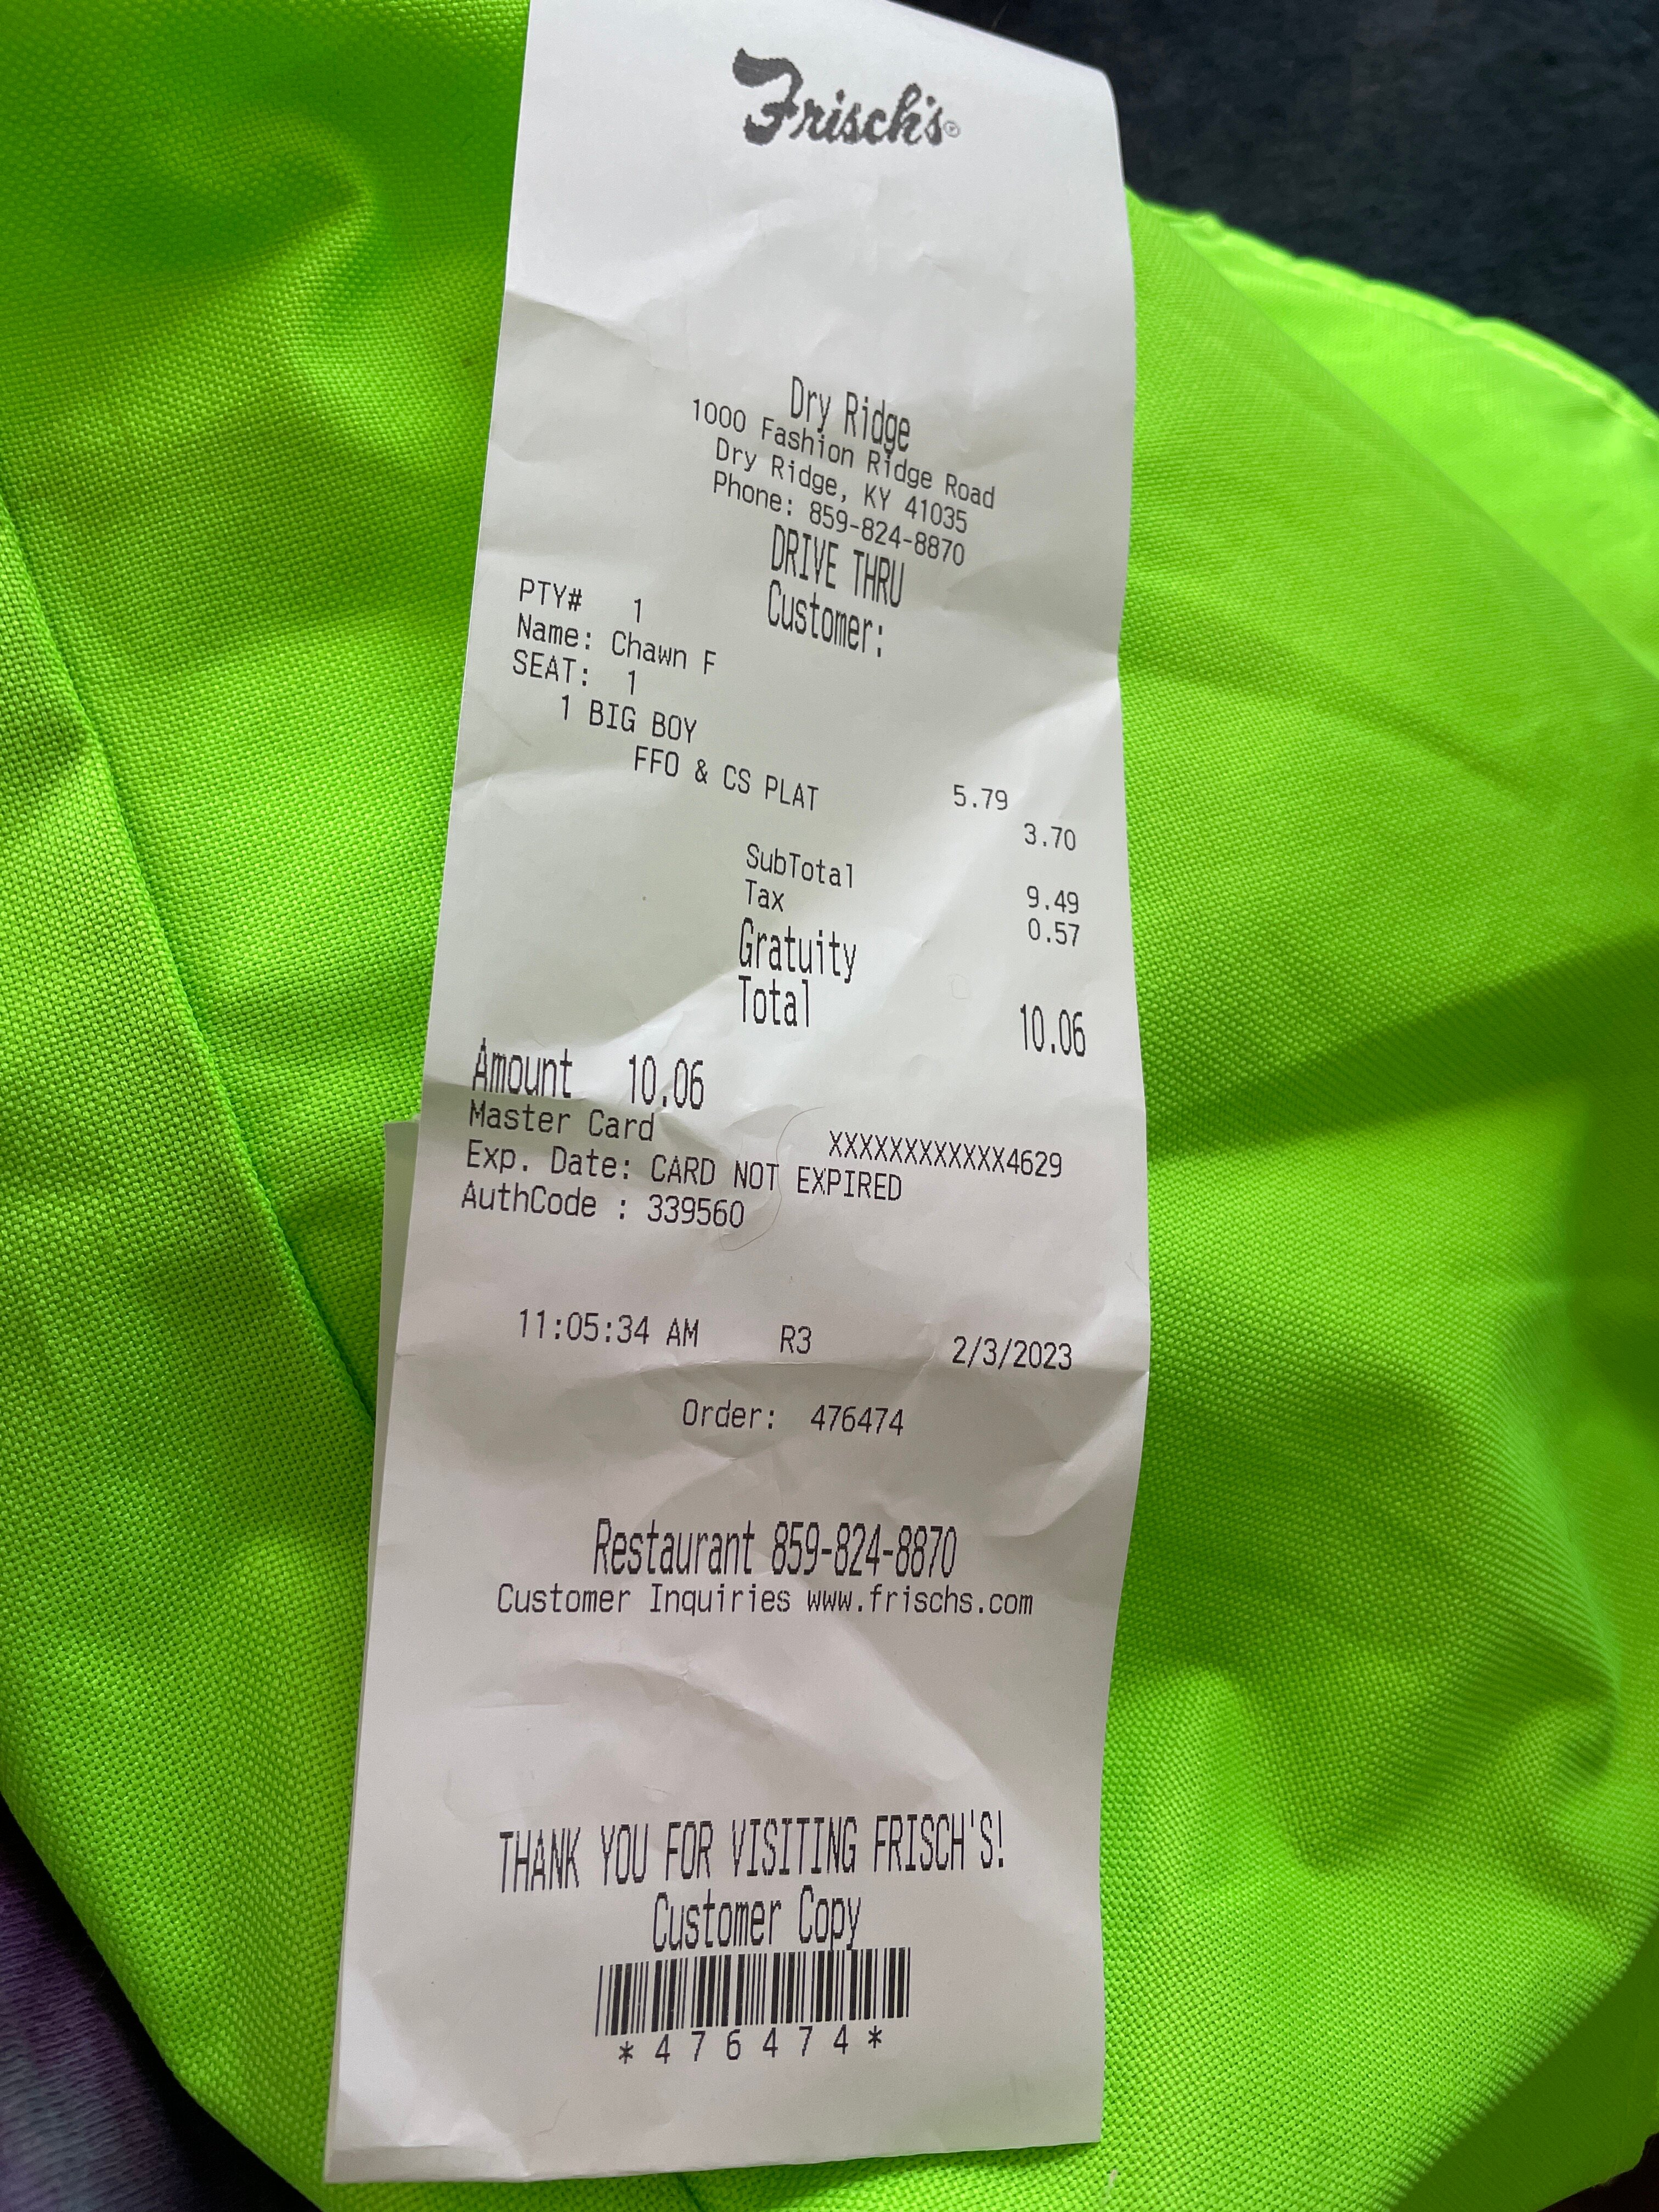 Frisch's®
Dry Ridge
1000 Fashion Ridge Road
Dry Ridge, KY 41035
Phone: 859-824-8870
DRIVE THRU
Customer:
PTY# 1
Name: Chawn F
SEAT: 1
1 BIG BOY 5.79
FFO & CS PLAT 3.70
SubTotal 9.49
Tax 0.57
Gratuity
Total 10.06
Amount 10.06
Master Card XXXXXXXXXXXX4629
Exp. Date: CARD NOT EXPIRED
AuthCode : 339560
11:05:34 AM R3 2/3/2023
Order: 476474
Restaurant 859-824-8870
Customer Inquiries www.frischs.com
THANK YOU FOR VISITING FRISCH'S!
Customer Copy
*476474*